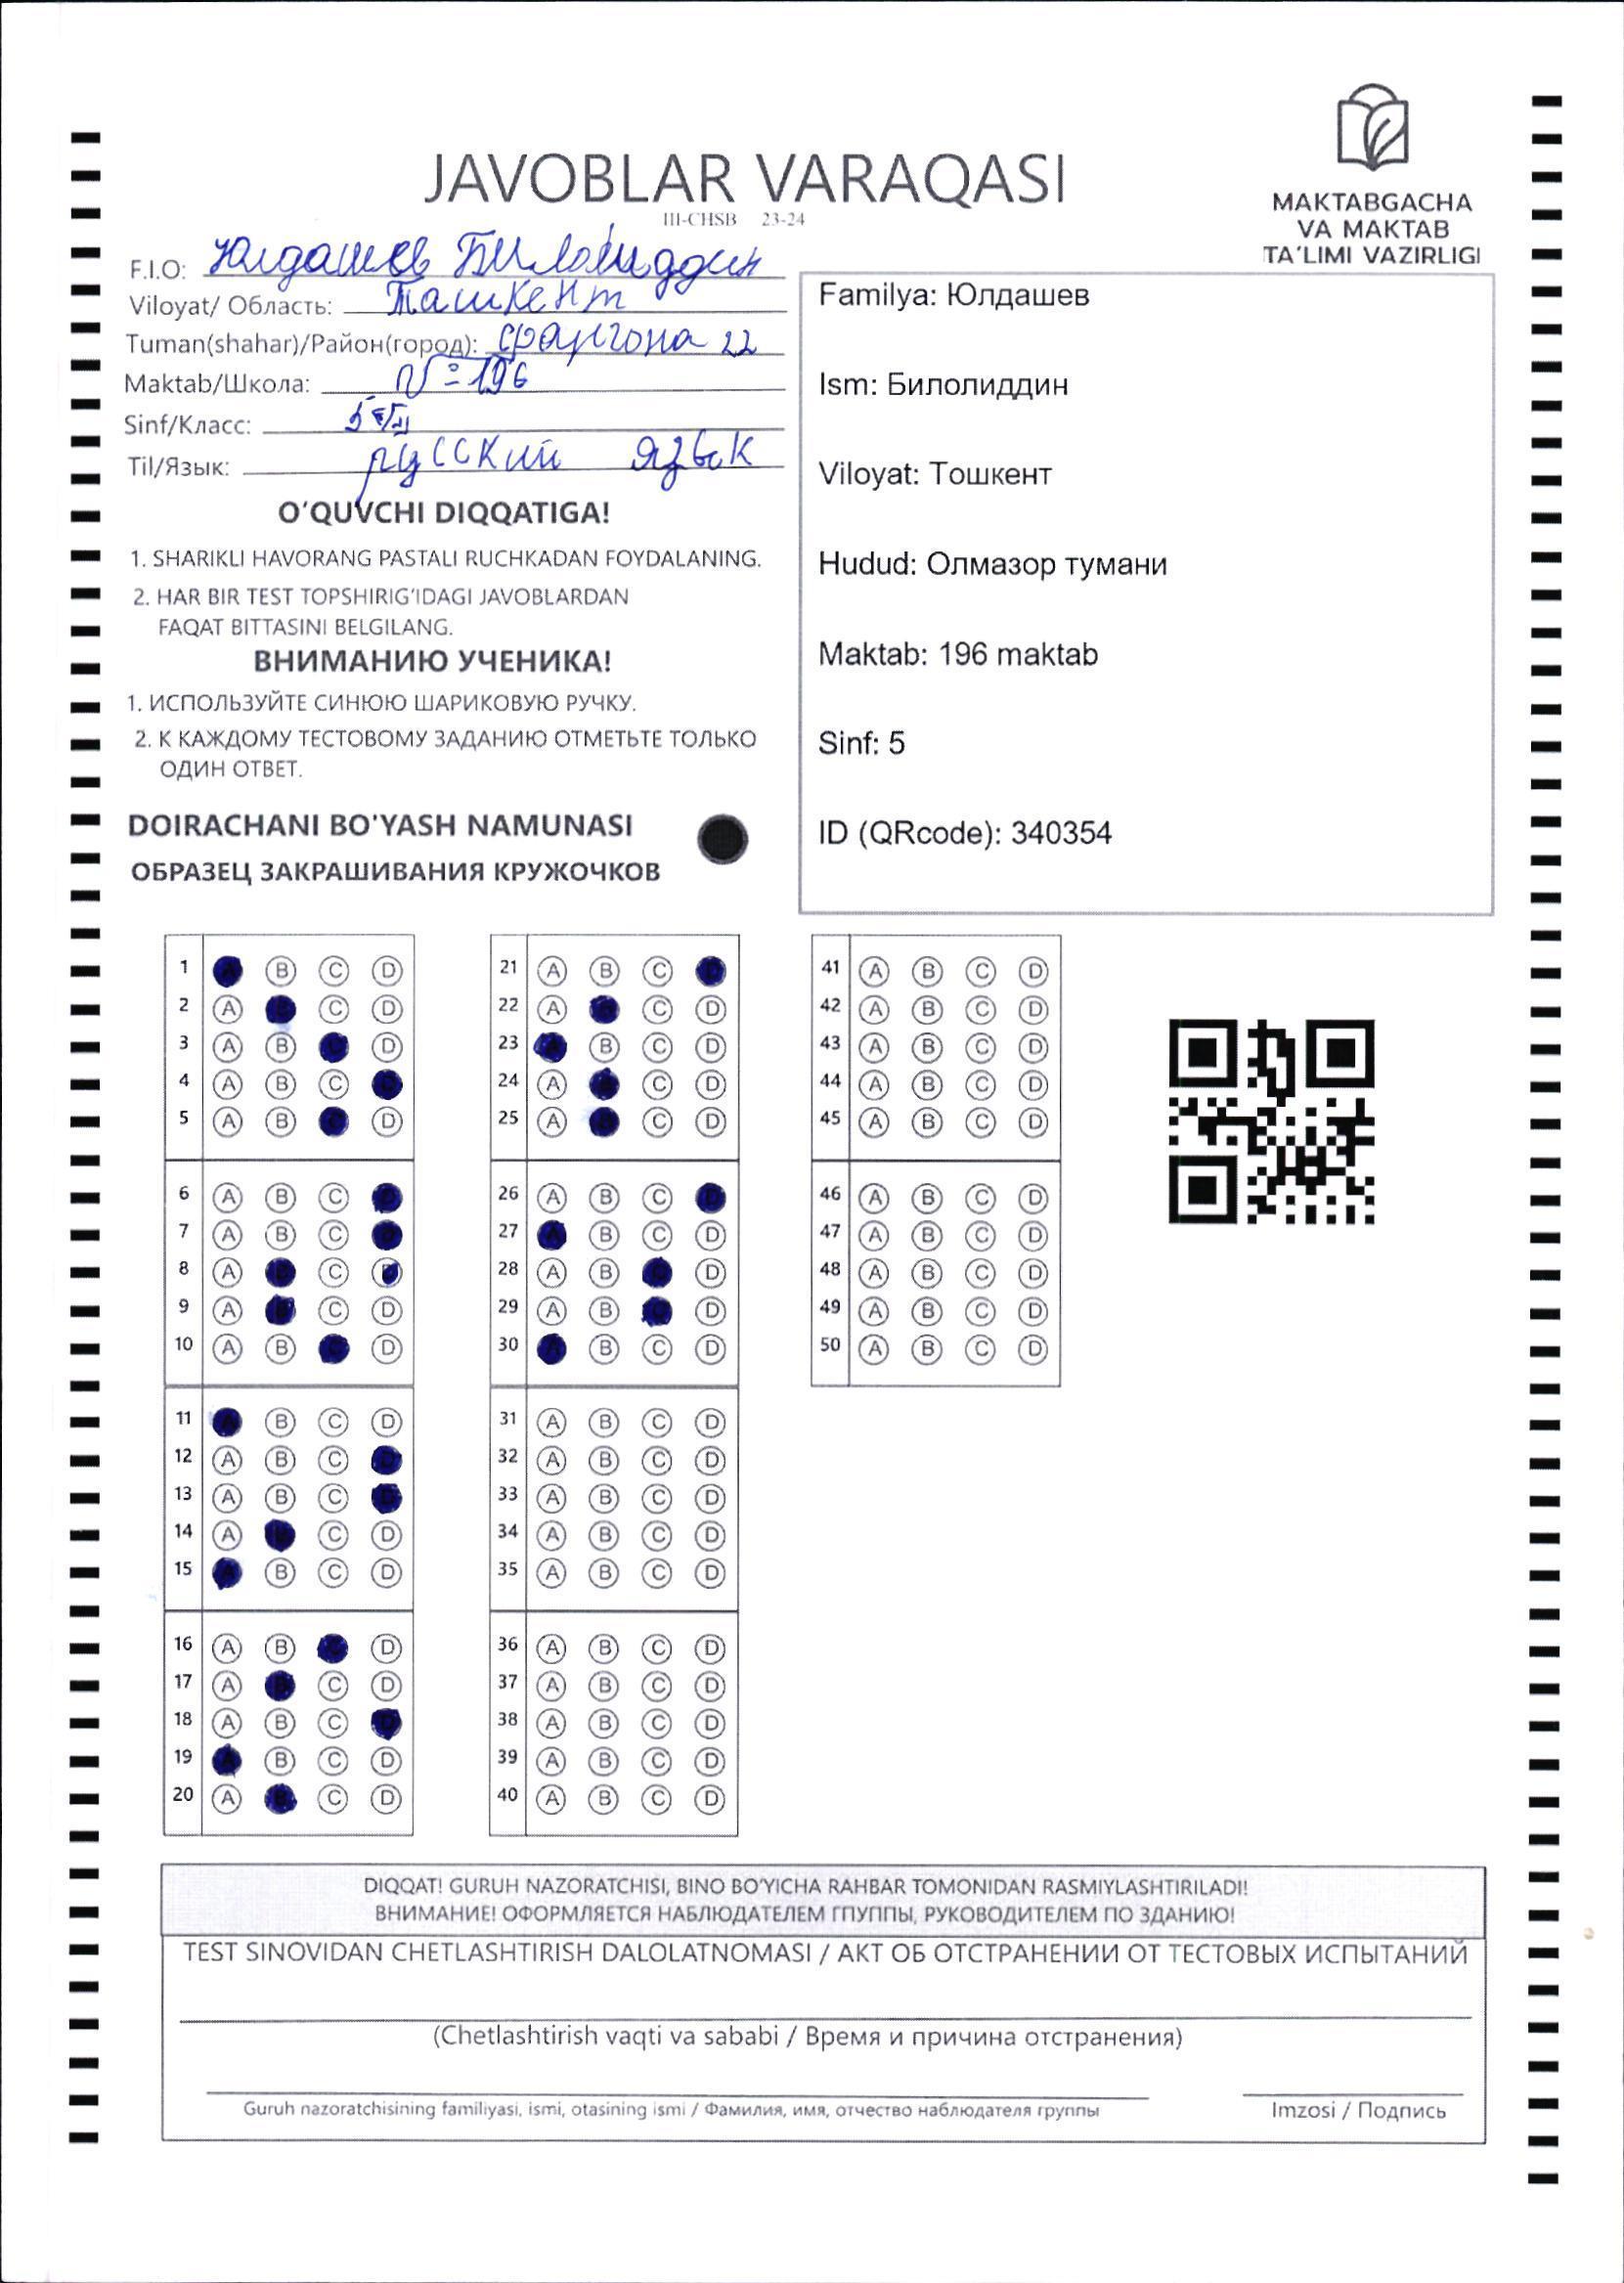 JAVOBLAR VARAQASI
III-CHSB 23-24
MAKTABGACHA
VA MAKTAB
TA'LIMI VAZIRLIGI
F.I.O: Юлдашев Билолиддин
Viloyat/ Область: Ташкент
Tuman(shahar)/Район(город): фаргона 22
Maktab/Школа: №196
Sinf/Класс: 5
Til/Язык: русский язык
O'QUVCHI DIQQATIGA!
1. SHARIKLI HAVORANG PASTALI RUCHKADAN FOYDALANING.
2. HAR BIR TEST TOPSHIRIG'IDAGI JAVOBLARDAN
FAQAT BITTASINI BELGILANG.
ВНИМАНИЮ УЧЕНИКА!
1. ИСПОЛЬЗУЙТЕ СИНЮЮ ШАРИКОВУЮ РУЧКУ.
2. К КАЖДОМУ ТЕСТОВОМУ ЗАДАНИЮ ОТМЕТЬТЕ ТОЛЬКО
ОДИН ОТВЕТ.
DOIRACHANI BO'YASH NAMUNASI
ОБРАЗЕЦ ЗАКРАШИВАНИЯ КРУЖОЧКОВ
Familya: Юлдашев
Ism: Билолиддин
Viloyat: Тошкент
Hudud: Олмазор тумани
Maktab: 196 maktab
Sinf: 5
ID (QRcode): 340354
1 A B C D
2 A B C D
3 A B C D
4 A B C D
5 A B C D
6 A B C D
7 A B C D
8 A B C D
9 A B C D
10 A B C D
11 A B C D
12 A B C D
13 A B C D
14 A B C D
15 A B C D
16 A B C D
17 A B C D
18 A B C D
19 A B C D
20 A B C D
21 A B C D
22 A B C D
23 A B C D
24 A B C D
25 A B C D
26 A B C D
27 A B C D
28 A B C D
29 A B C D
30 A B C D
31 A B C D
32 A B C D
33 A B C D
34 A B C D
35 A B C D
36 A B C D
37 A B C D
38 A B C D
39 A B C D
40 A B C D
41 A B C D
42 A B C D
43 A B C D
44 A B C D
45 A B C D
46 A B C D
47 A B C D
48 A B C D
49 A B C D
50 A B C D
DIQQAT! GURUH NAZORATCHISI, BINO BO'YICHA RAHBAR TOMONIDAN RASMIYLASHTIRILADI!
ВНИМАНИЕ! ОФОРМЛЯЕТСЯ НАБЛЮДАТЕЛЕМ ГПУППЫ, РУКОВОДИТЕЛЕМ ПО ЗДАНИЮ!
TEST SINOVIDAN CHETLASHTIRISH DALOLATNOMASI / АКТ ОБ ОТСТРАНЕНИИ ОТ ТЕСТОВЫХ ИСПЫТАНИЙ
(Chetlashtirish vaqti va sababi / Время и причина отстранения)
Guruh nazoratchisining familiyasi, ismi, otasining ismi / Фамилия, имя, отчество наблюдателя группы
Imzosi / Подпись